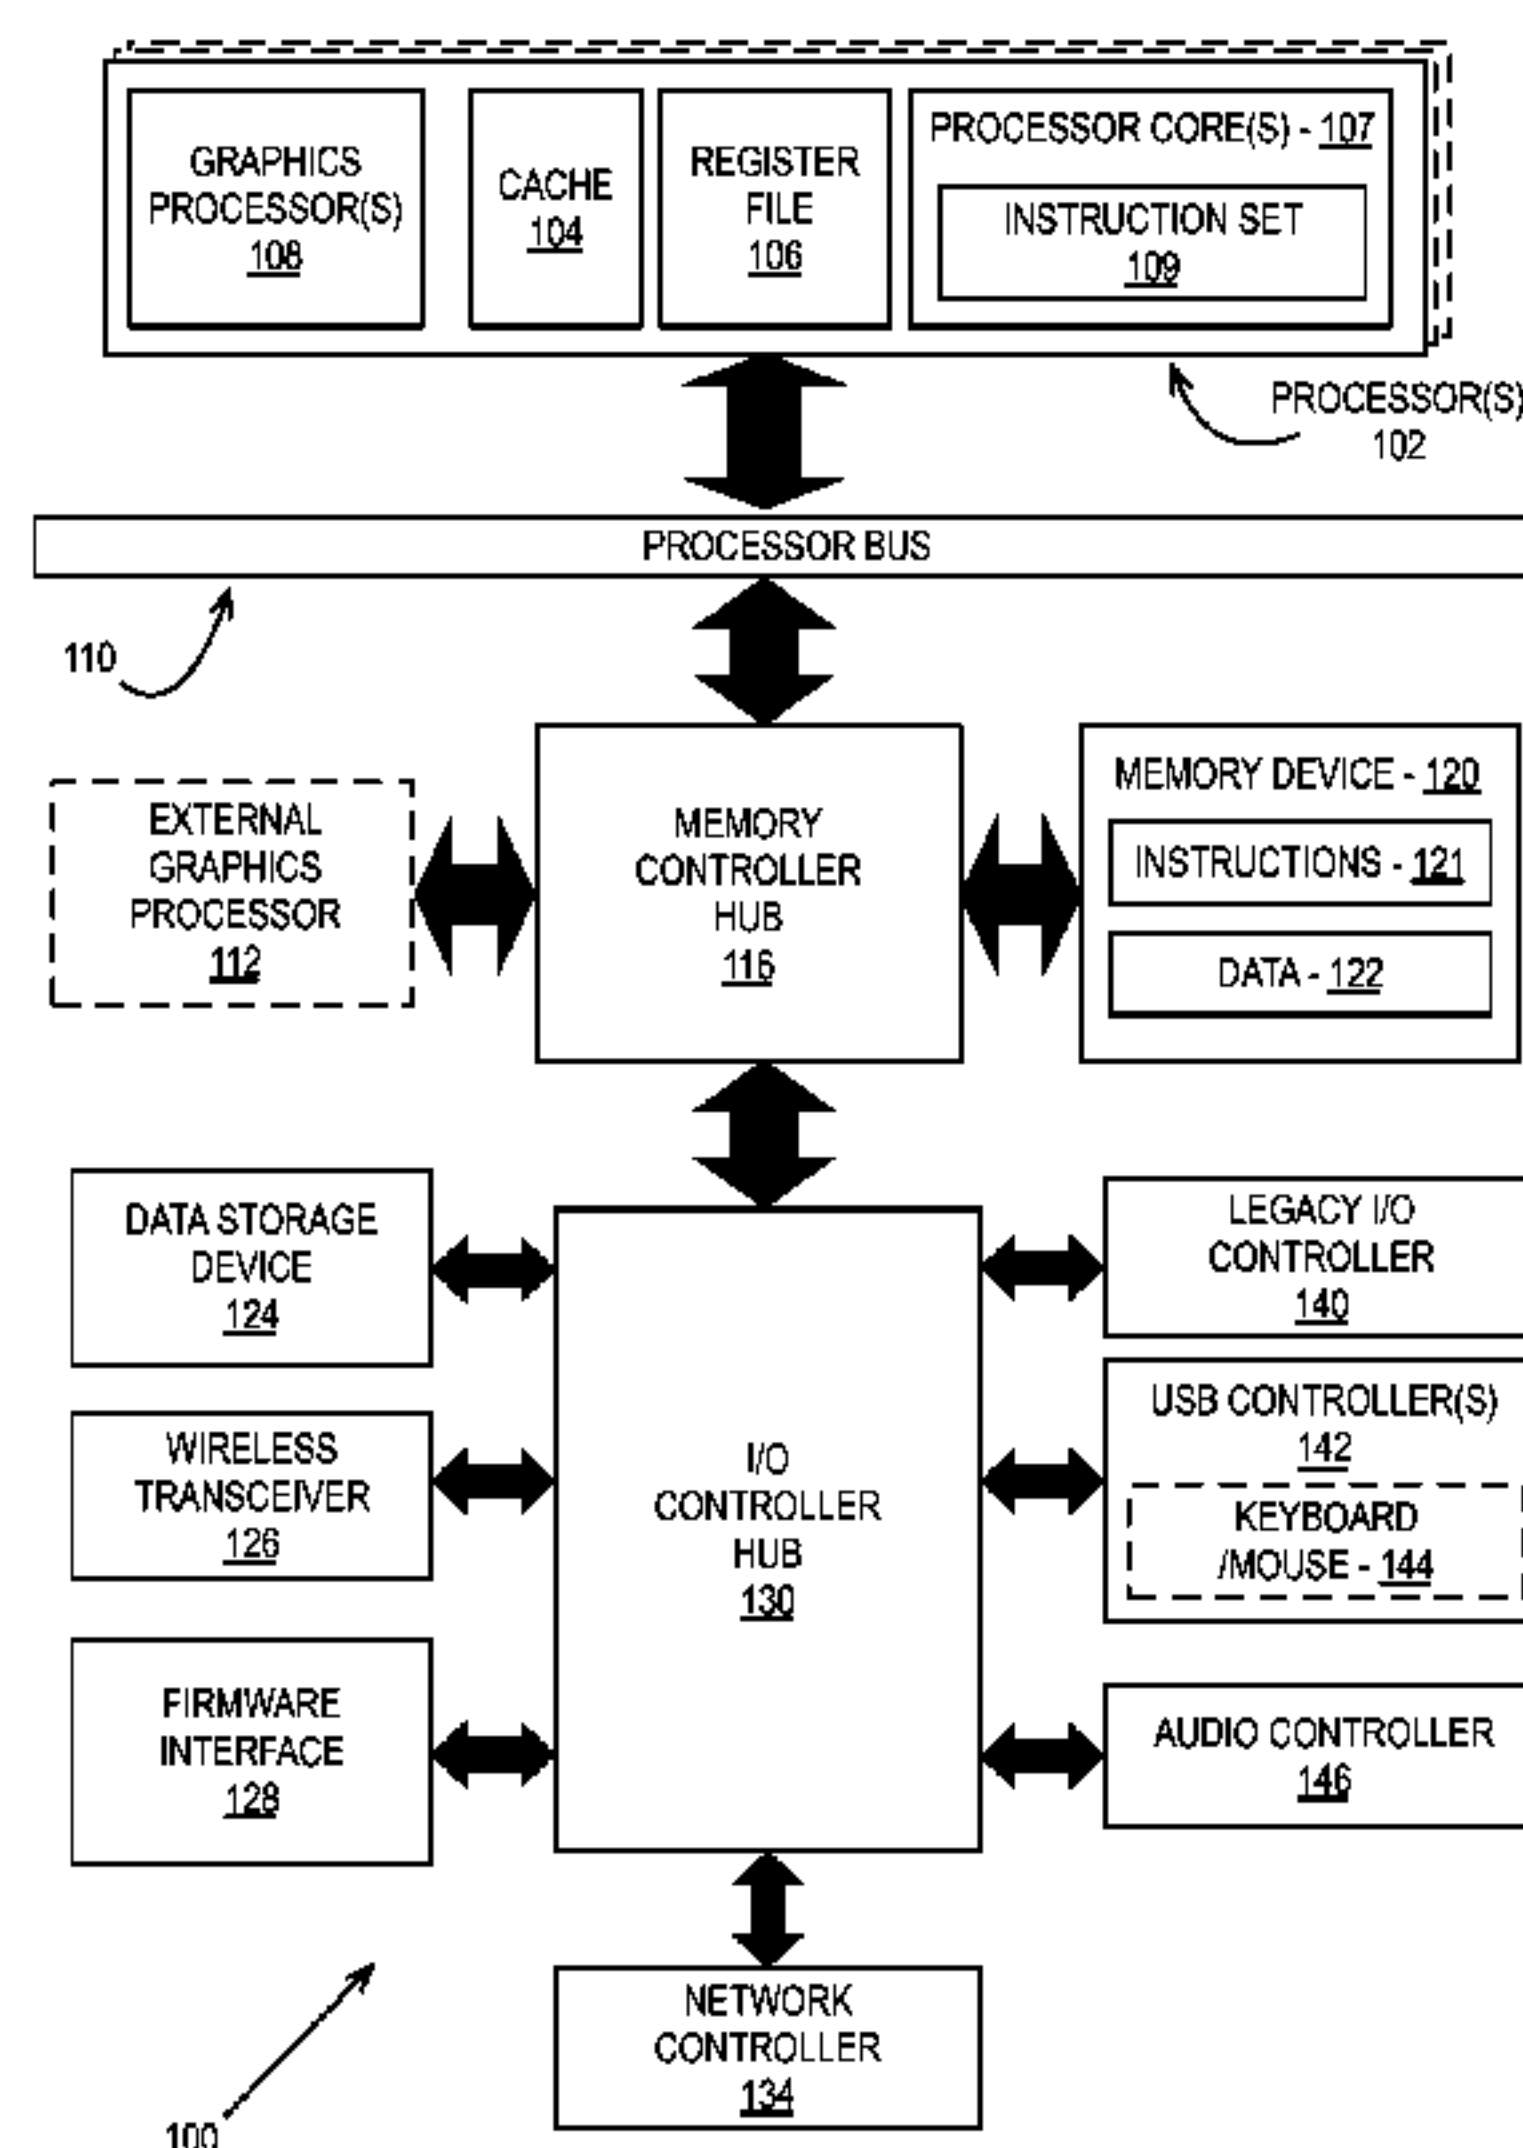 GRAPHICS
PROCESSOR(S)
108
CACHE
104
REGISTER
FILE
106
PROCESSOR CORE(S) - 107
INSTRUCTION SET
109
PROCESSOR(S)
102
PROCESSOR BUS
110
EXTERNAL
GRAPHICS
PROCESSOR
112
MEMORY
CONTROLLER
HUB
116
MEMORY DEVICE - 120
INSTRUCTIONS - 121
DATA - 122
DATA STORAGE
DEVICE
124
WIRELESS
TRANSCEIVER
126
FIRMWARE
INTERFACE
128
I/O
CONTROLLER
HUB
130
LEGACY I/O
CONTROLLER
140
USB CONTROLLER(S)
142
KEYBOARD
/MOUSE - 144
AUDIO CONTROLLER
146
NETWORK
CONTROLLER
134
100